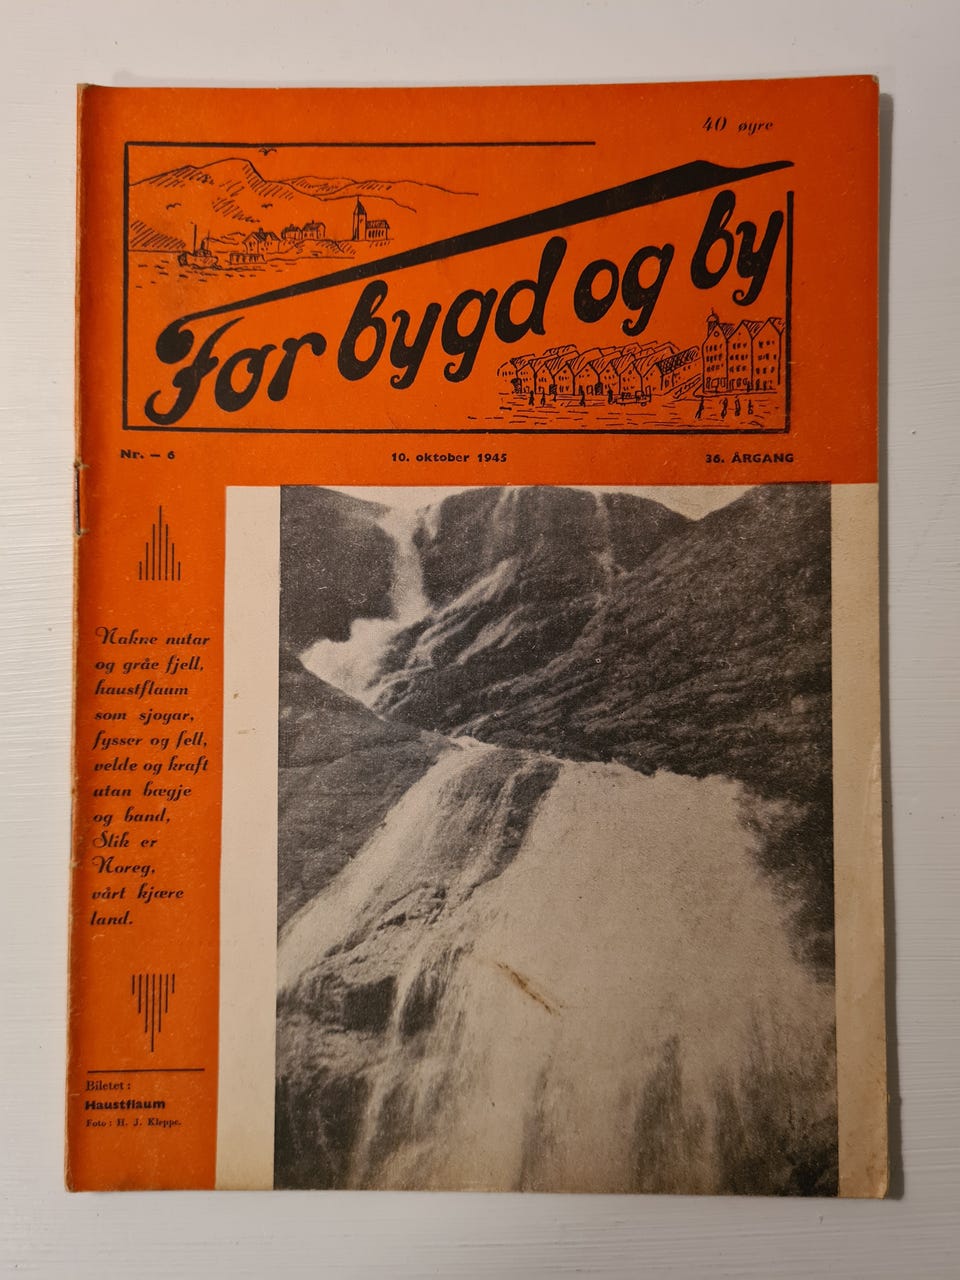 40 øyre
For bygd og by
Nr. – 6
10. oktober 1945
36. ÅRGANG
Nakne nutar
og gråe fjell,
haustflaum
som sjogar,
fysser og fell,
velde og kraft
utan bægje
og band,
Slik er
Noreg,
vårt kjære
land.
Biletet:
Haustflaum
Foto: H. J. Kleppe.